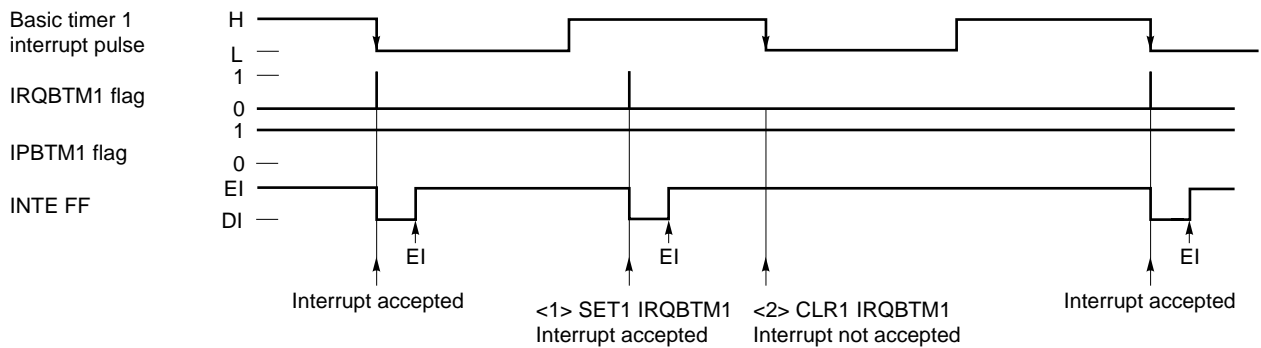 Basic timer 1
interrupt pulse
H
L
IRQBTM1 flag
1
0
IPBTM1 flag
1
0
INTE FF
EI
DI
EI
EI
EI
Interrupt accepted
<1> SET1 IRQBTM1
Interrupt accepted
<2> CLR1 IRQBTM1
Interrupt not accepted
Interrupt accepted